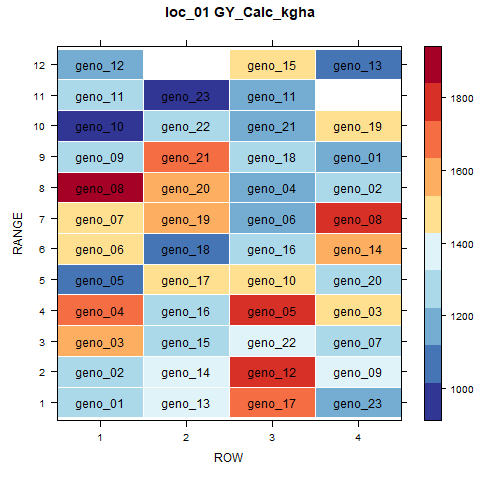 loc_01 GY_Calc_kgha
12 geno_12 geno_15 geno_13
11 geno_11 geno_23 geno_11
10 geno_10 geno_22 geno_21 geno_19
9 geno_09 geno_21 geno_18 geno_01
8 geno_08 geno_20 geno_04 geno_02
7 geno_07 geno_19 geno_06 geno_08
6 geno_06 geno_18 geno_16 geno_14
5 geno_05 geno_17 geno_10 geno_20
4 geno_04 geno_16 geno_05 geno_03
3 geno_03 geno_15 geno_22 geno_07
2 geno_02 geno_14 geno_12 geno_09
1 geno_01 geno_13 geno_17 geno_23
1 2 3 4
ROW
RANGE
1800
1600
1400
1200
1000